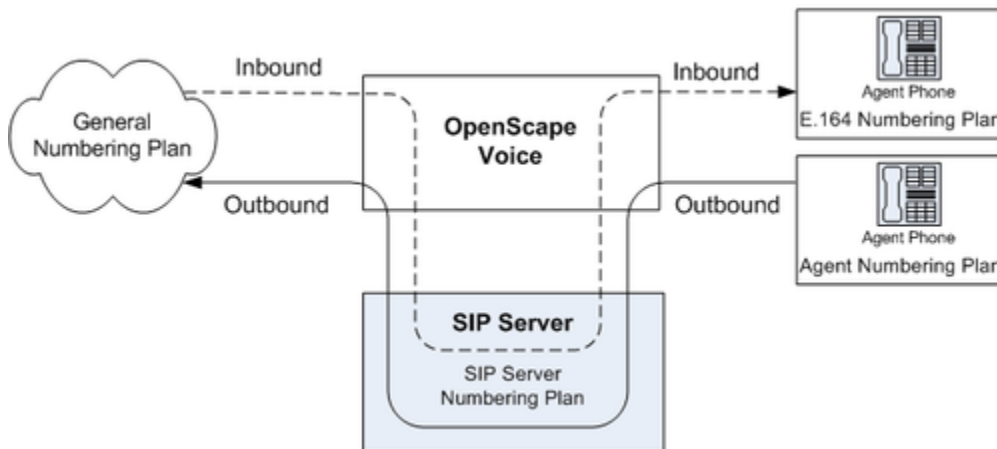 Inbound
General
Numbering Plan
Outbound
OpenScape
Voice
Inbound
Outbound
Agent Phone
E.164 Numbering Plan
Agent Phone
Agent Numbering Plan
SIP Server
SIP Server
Numbering Plan